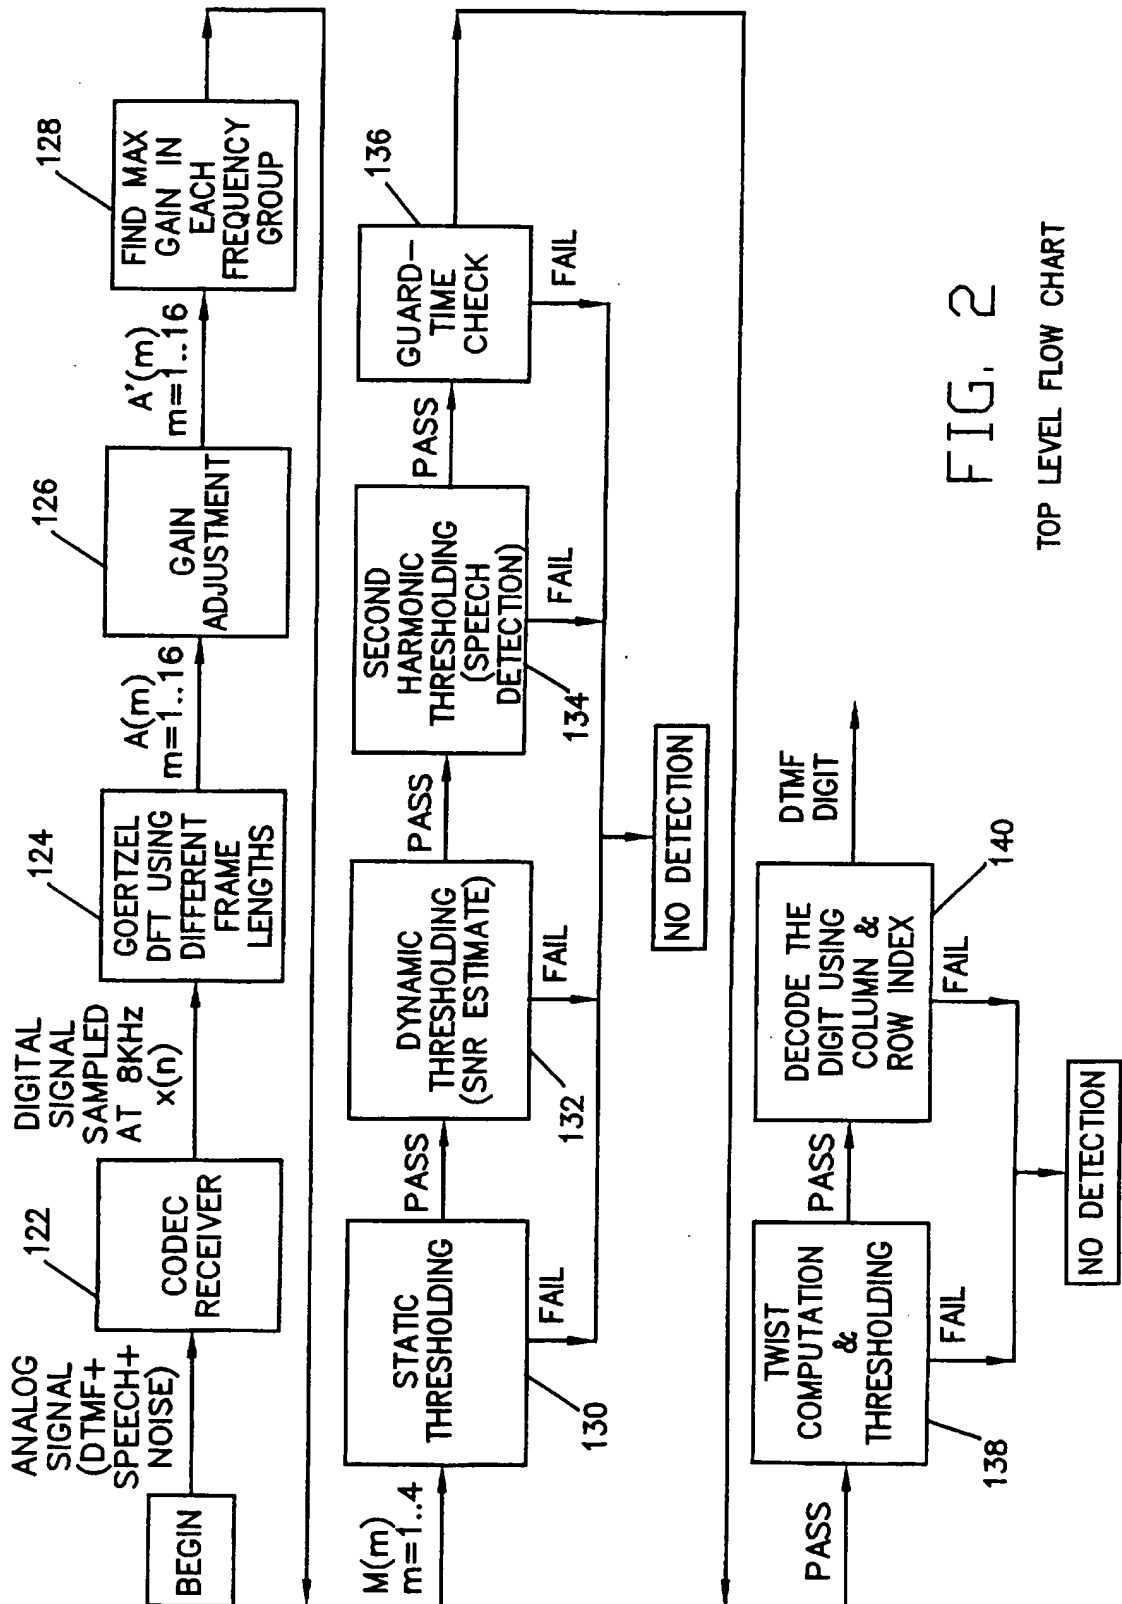 BEGIN
ANALOG
SIGNAL
(DTMF+
SPEECH+
NOISE)
122
CODEC
RECEIVER
DIGITAL
SIGNAL
SAMPLED
AT 8KHz
x(n)
124
GOERTZEL
DFT USING
DIFFERENT
FRAME
LENGTHS
A(m)
m=1..16
126
GAIN
ADJUSTMENT
A'(m)
m=1..16
128
FIND MAX
GAIN IN
EACH
FREQUENCY
GROUP
M(m)
m=1..4
STATIC
THRESHOLDING
130
FAIL
PASS
DYNAMIC
THRESHOLDING
(SNR ESTIMATE)
132
FAIL
PASS
SECOND
HARMONIC
THRESHOLDING
(SPEECH
DETECTION)
134
FAIL
PASS
136
GUARD-
TIME
CHECK
FAIL
NO DETECTION
PASS
TWIST
COMPUTATION
&
THRESHOLDING
138
FAIL
PASS
DECODE THE
DIGIT USING
COLUMN &
ROW INDEX
140
FAIL
DTMF
DIGIT
NO DETECTION
FIG. 2
TOP LEVEL FLOW CHART